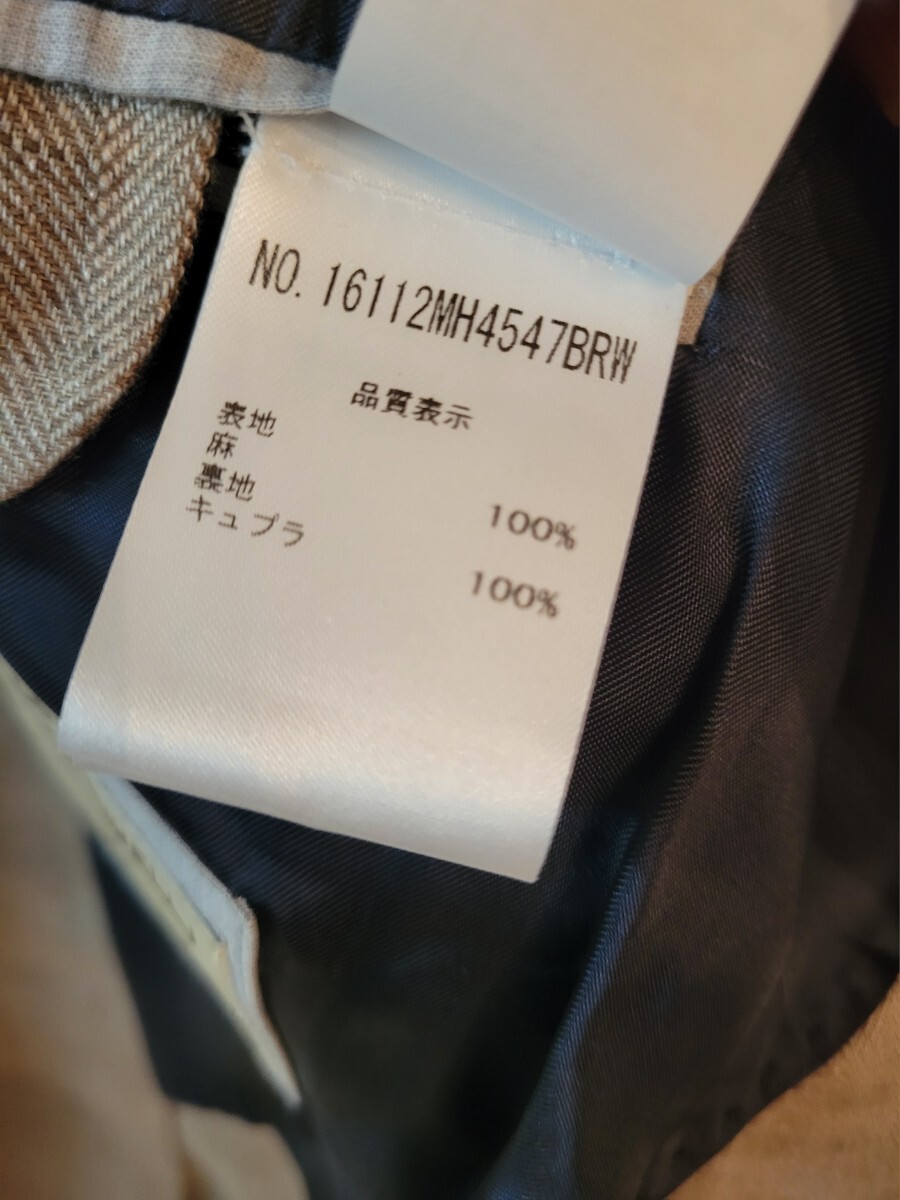 NO. 16112MH4547BRW
品質表示
表地
麻 100%
裏地
キュプラ 100%